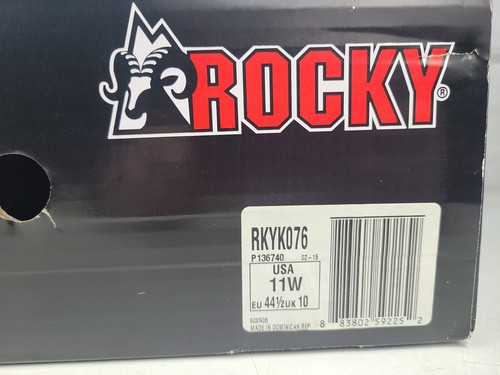 ROCKY®
RKYK076
P136740 02-15
USA
11W
EU 44½ UK 10
608N08
MADE IN DOMINICAN REP.
8 83802 59225 2